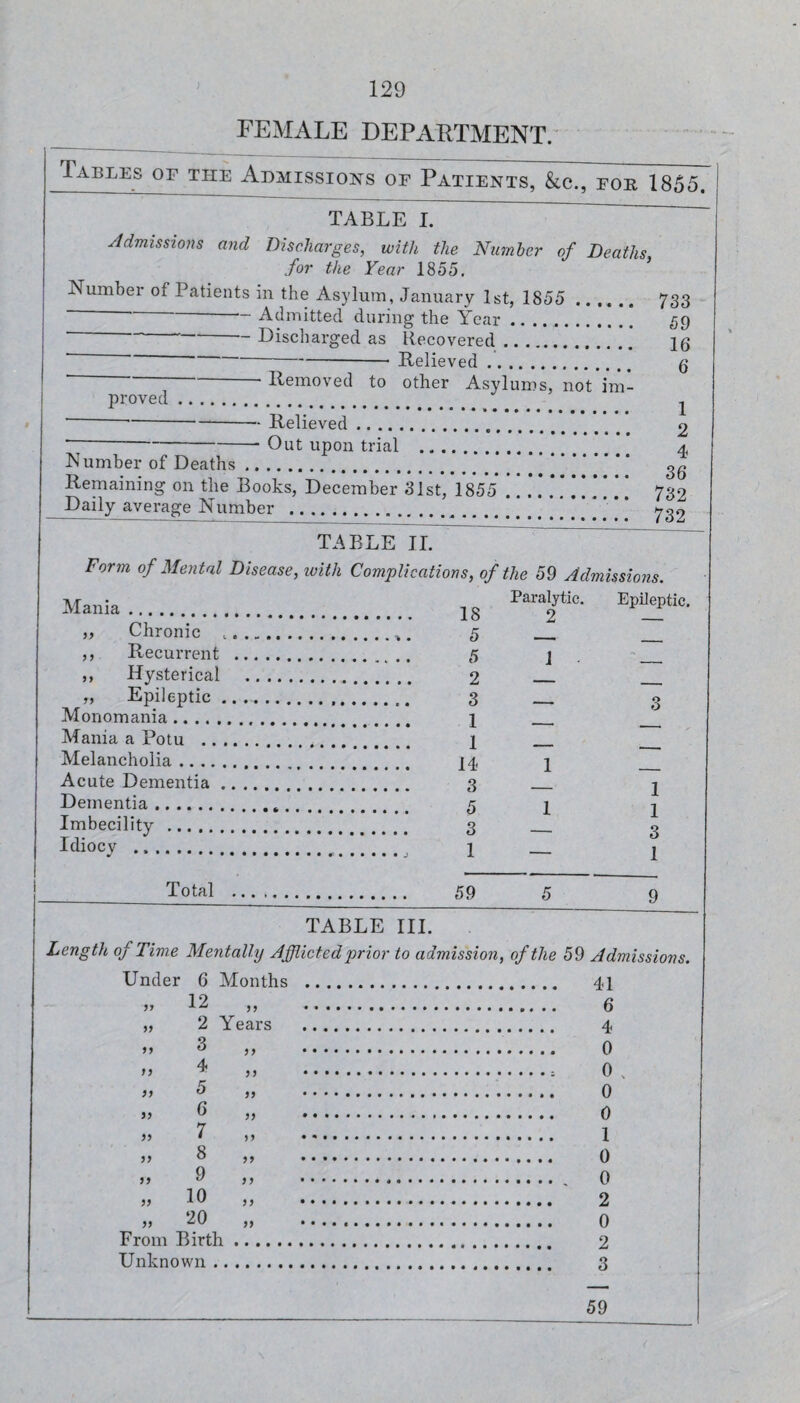 129
FEMALE DEPARTMENT.
TABLES OF THE ADMISSIONS OF PATIENTS, &c., FOR 1855.
TABLE I.
Admissions and Discharges, with the Number of Deaths,
for the Year 1855.
Number of Patients in the Asylum, January 1st, 1855 ...... 733
— Admitted during the Year ............ 59
— Discharged as Recovered ............ 16
— Relieved ............ 6
— Removed to other Asylums, not im-
proved ............ 1
— Relieved ............ 2
— Out upon trial ............ 4
Number of Deaths ............ 36
Remaining on the Books, December 31st, 1855 ............ 732
Daily average Number ............ 732
TABLE II.
Form of Mental Disease, with Complications, of the 59 Admissions.
Paralytic. Epileptic.
Mania ............ 18 2 —
„ Chronic ............ 5 — —
„ Recurrent ............ 5 1 —
„ Hysterical ............ 2 — —
„ Epileptic ............ 3 — 3
Monomania ............ 1 — —
Mania a Potu ............ 1 — —
Melancholia ............ 14 1 —
Acute Dementia ............ 3 — 1
Dementia ............ 5 1 1
Imbecility ............ 3 — 3
Idiocy ............ 1 — 1
Total ............ 59 5 9
TABLE III.
Length of Time Mentally Afflicted prior to admission, of the 59 Admissions.
Under 6 Months ............ 41
„ 12 „ ............ 6
„ 2 Years ............ 4
„ 3 „ ............ 0
„ 4 „ ............ 0
„ 5 „ ............ 0
„ 6 „ ............ 0
„ 7 „ ............ 1
„ 8 „ ............ 0
„ 9 „ ............ 0
„ 10 „ ............ 2
„ 20 „ ............ 0
From Birth ............ 2
Unknown ............ 3
59